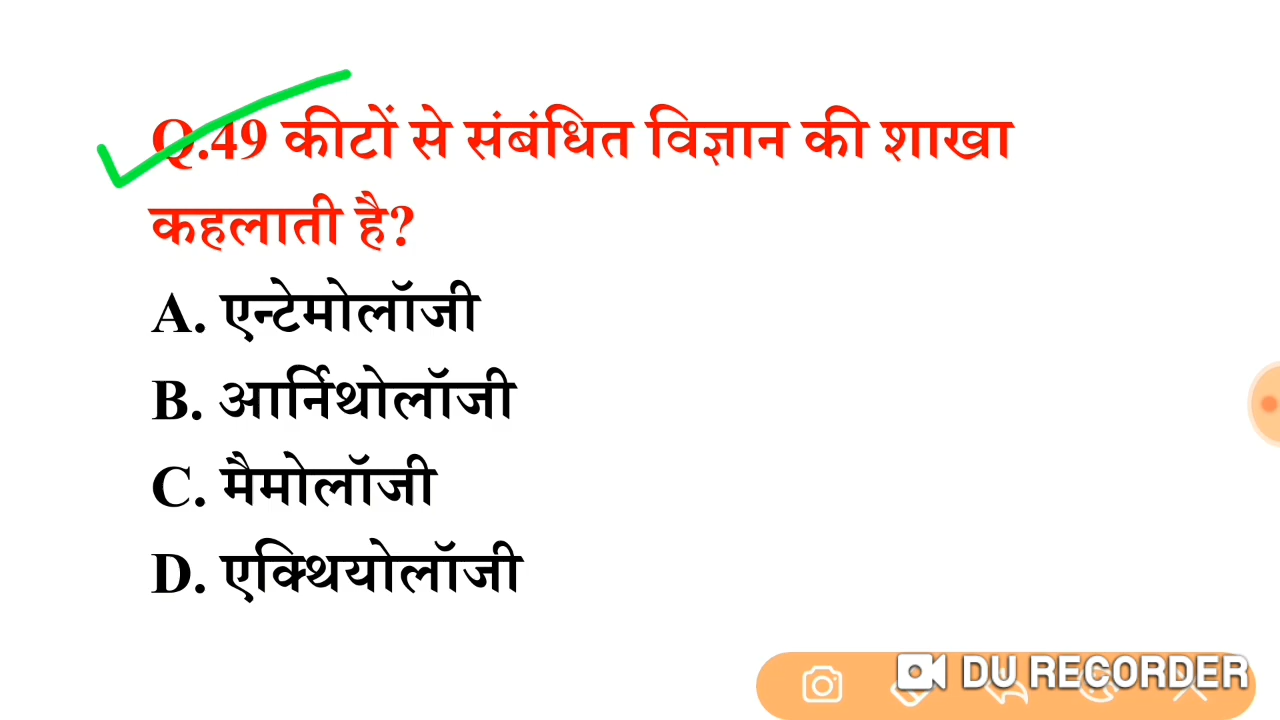 Q.49 कीटों से संबंधित विज्ञान की शाखा
कहलाती है?
A. एन्टेमोलॉजी
B. आर्निथोलॉजी
C. मैमोलॉजी
D. एक्थियोलॉजी
DU RECORDER